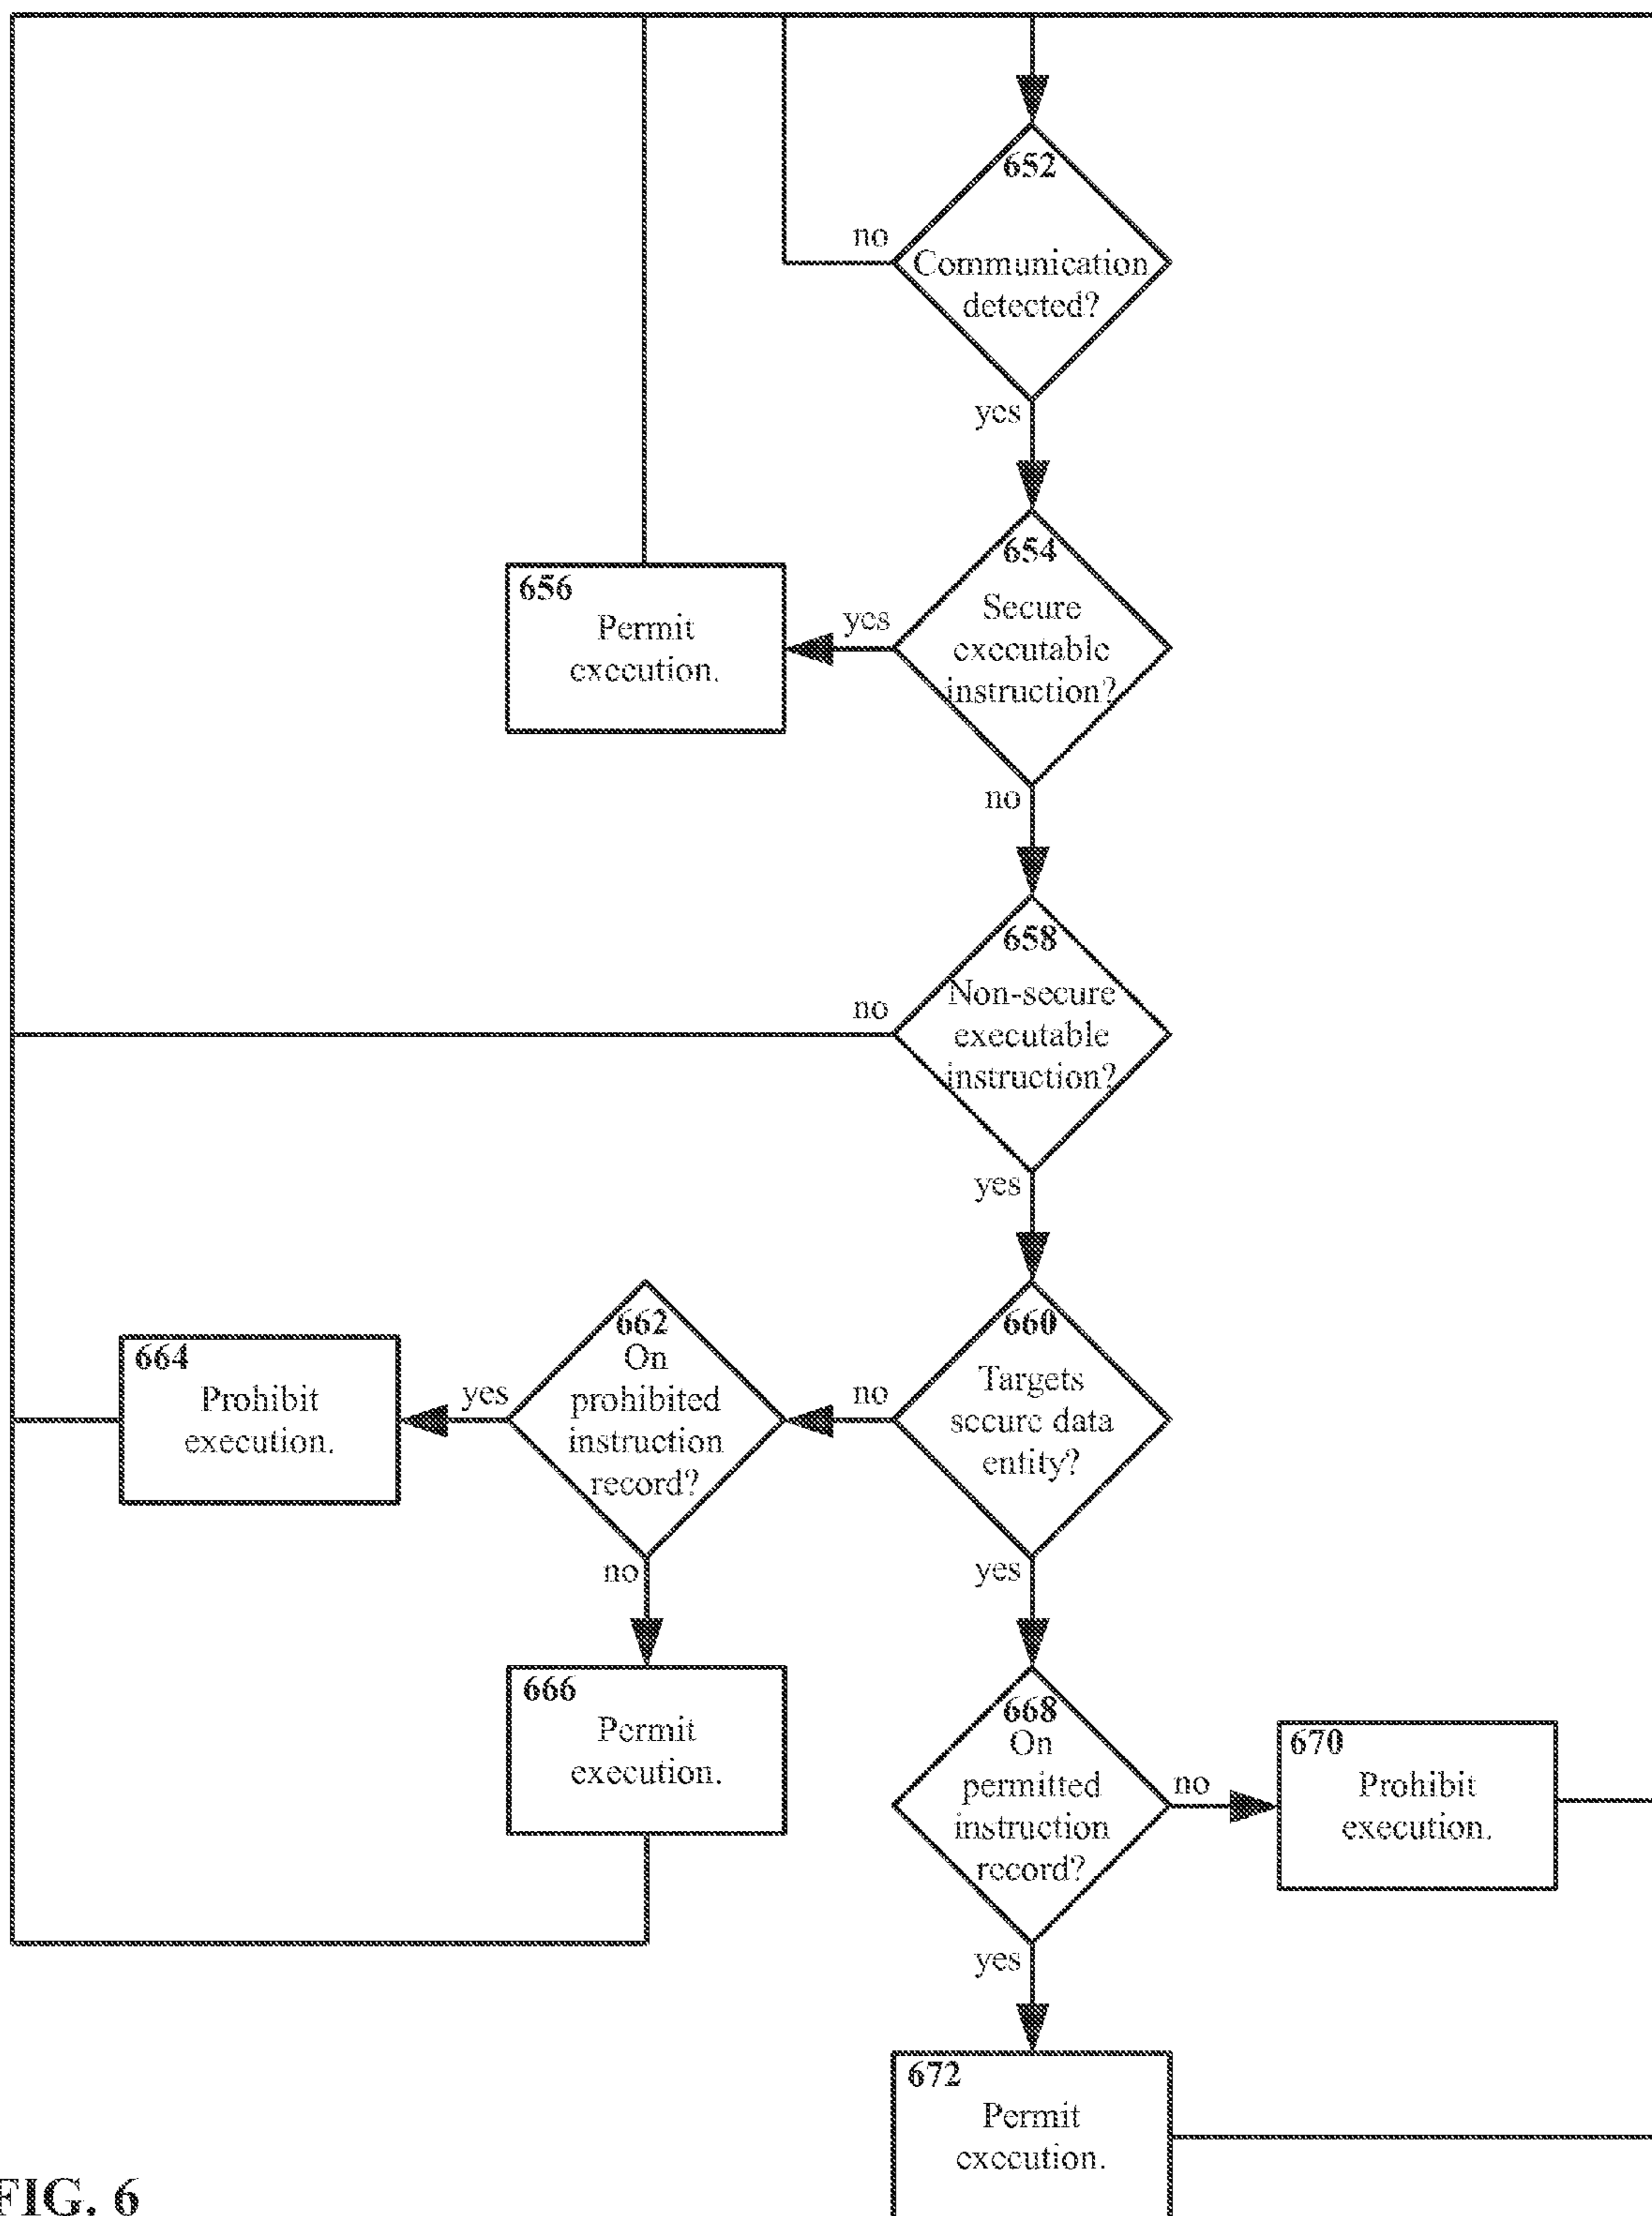 652
no
Communication
detected?
yes
654
Secure
executable
instruction?
yes
656
Permit
execution.
no
658
Non-secure
executable
instruction?
no
yes
660
Targets
secure data
entity?
no
662
On
prohibited
instruction
record?
yes
664
Prohibit
execution.
no
666
Permit
execution.
yes
668
On
permitted
instruction
record?
no
670
Prohibit
execution.
yes
672
Permit
execution.
FIG. 6